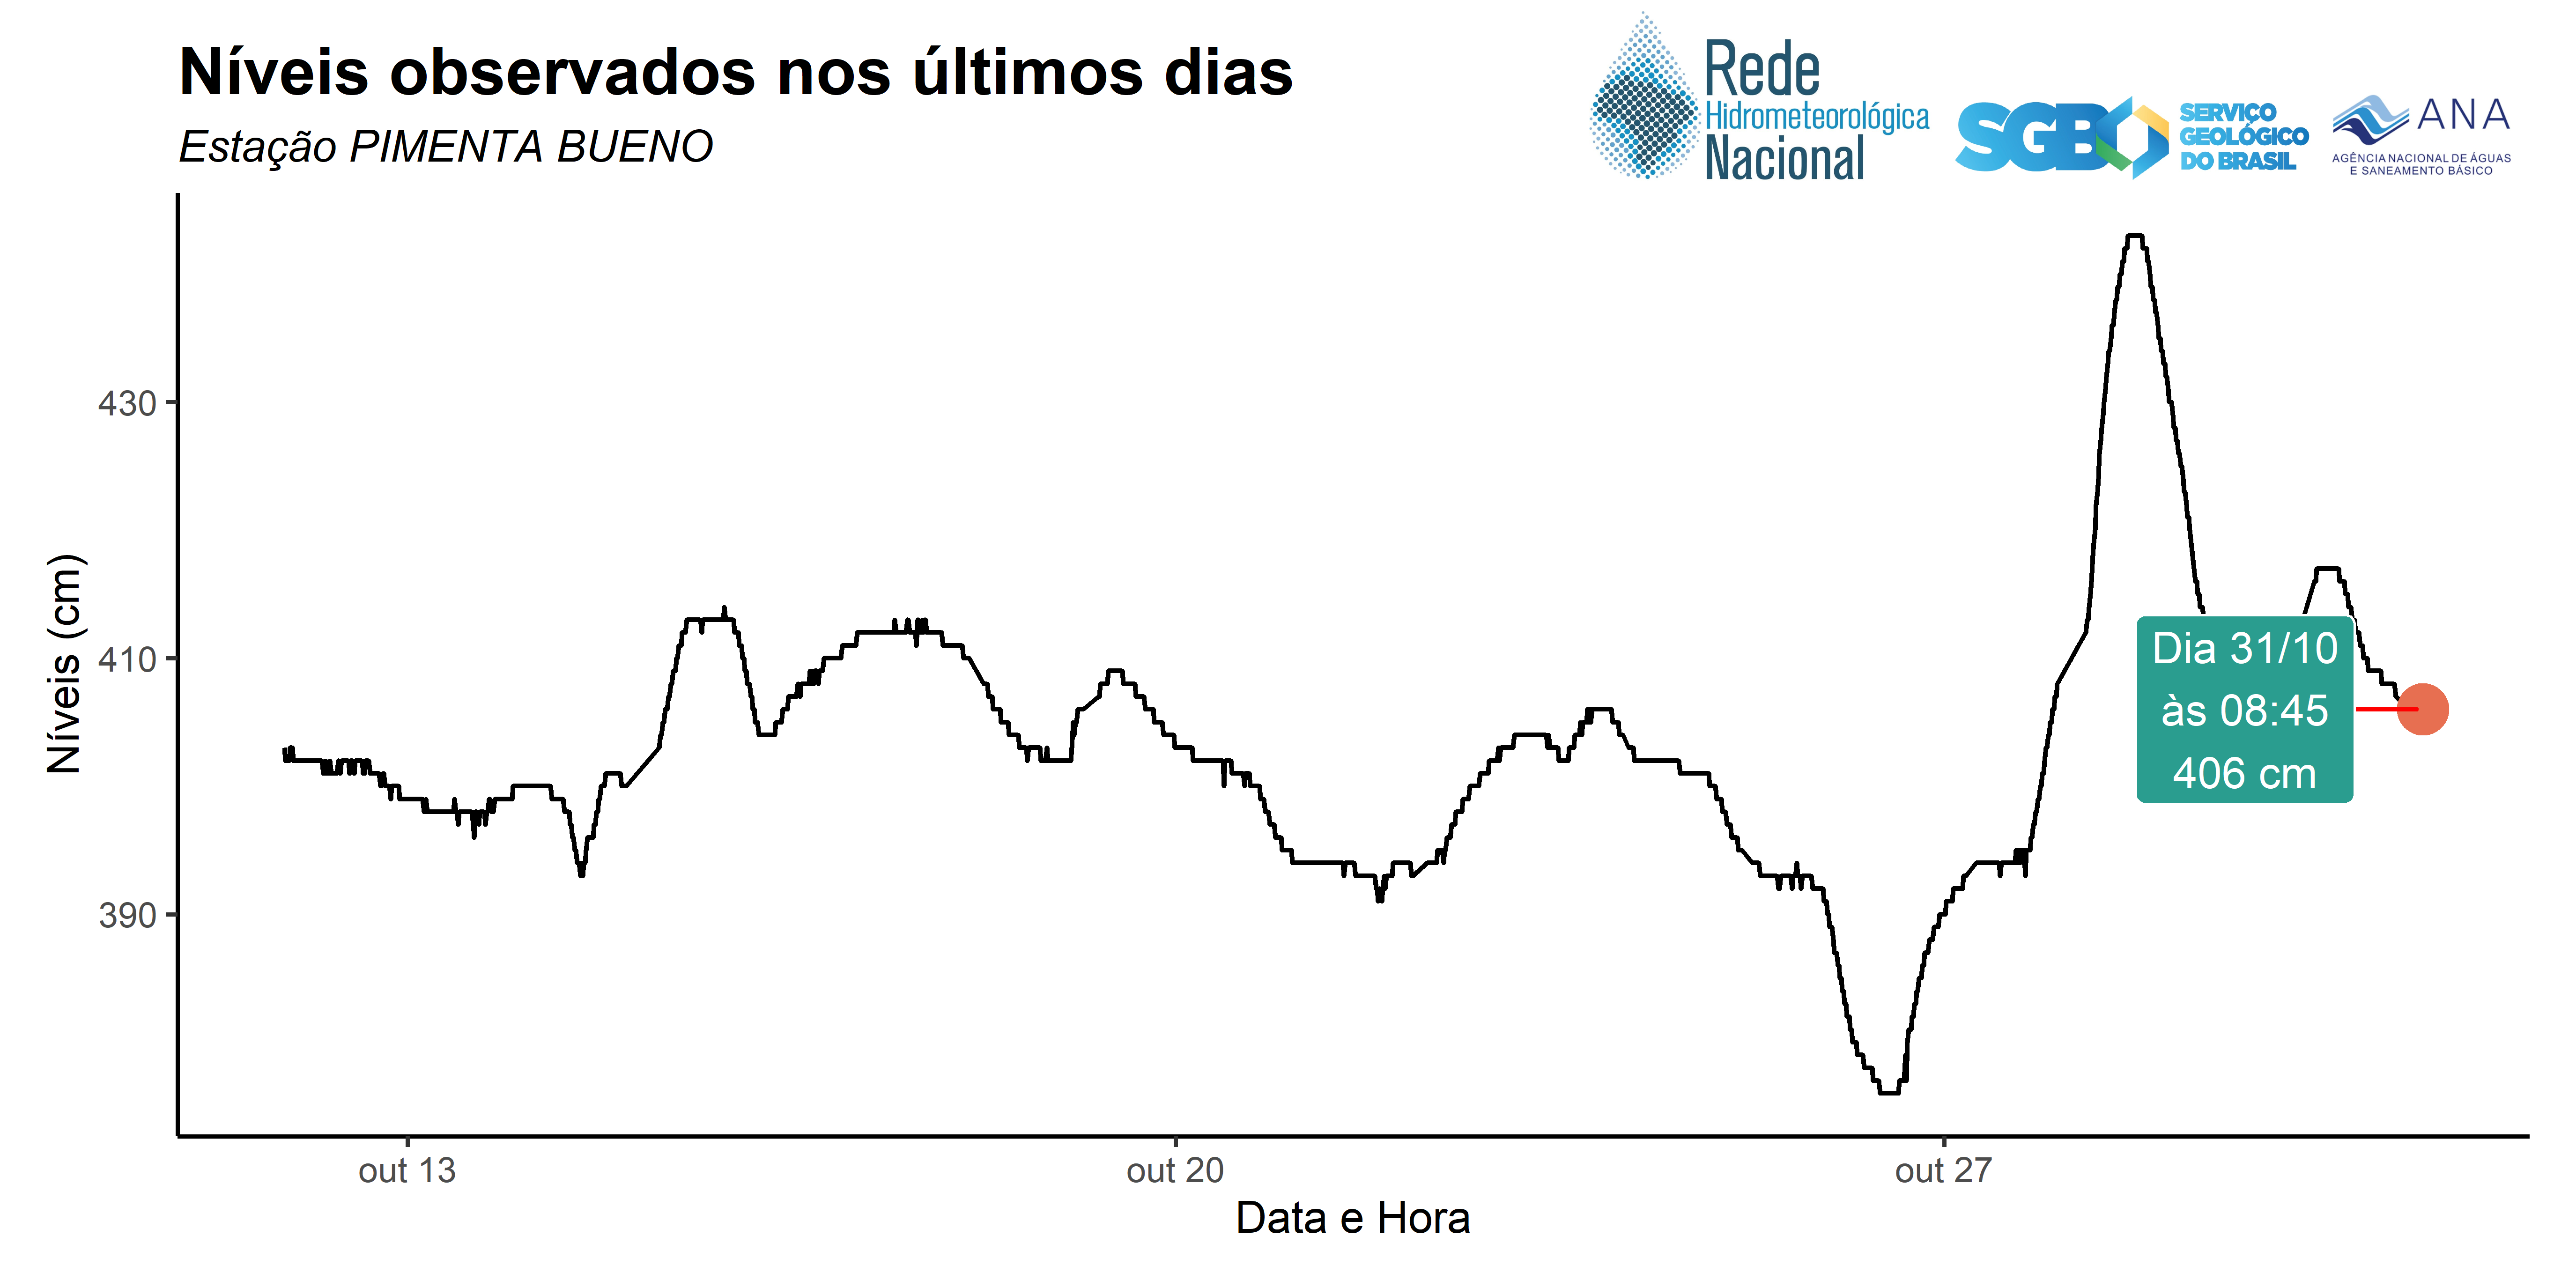 Níveis observados nos últimos dias
Estação PIMENTA BUENO
Rede
Hidrometeorológica
Nacional
SGB
SERVIÇO
GEOLÓGICO
DO BRASIL
ANA
AGÊNCIA NACIONAL DE ÁGUAS
E SANEAMENTO BÁSICO
Níveis (cm)
430
410
390
Dia 31/10
às 08:45
406 cm
out 13
out 20
out 27
Data e Hora